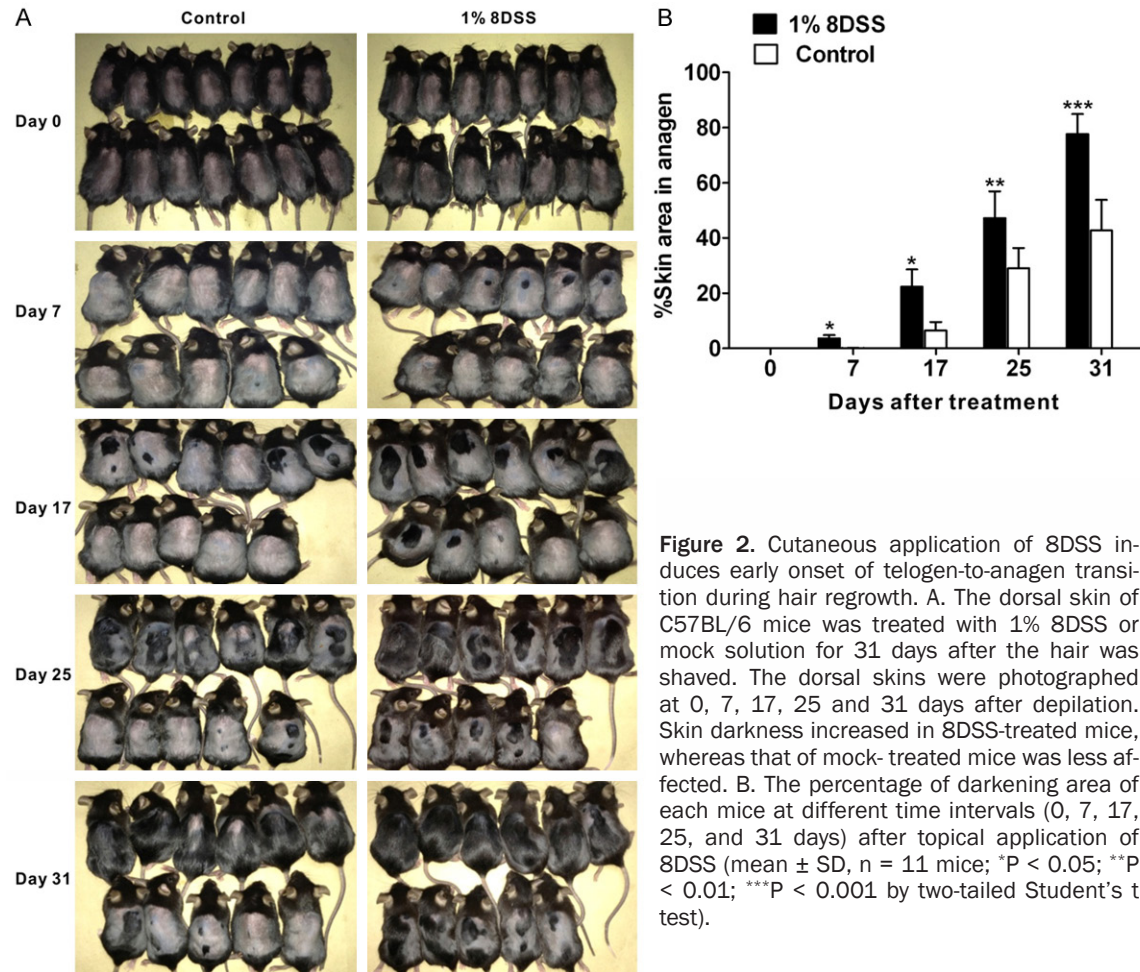 A
Control
1% 8DSS
Day 0
Day 7
Day 17
Day 25
Day 31
B
1% 8DSS
Control
%Skin area in anagen
100
80
60
40
20
0
*
*
**
***
0 7 17 25 31
Days after treatment
Figure 2. Cutaneous application of 8DSS in-
duces early onset of telogen-to-anagen transi-
tion during hair regrowth. A. The dorsal skin of
C57BL/6 mice was treated with 1% 8DSS or
mock solution for 31 days after the hair was
shaved. The dorsal skins were photographed
at 0, 7, 17, 25 and 31 days after depilation.
Skin darkness increased in 8DSS-treated mice,
whereas that of mock- treated mice was less af-
fected. B. The percentage of darkening area of
each mice at different time intervals (0, 7, 17,
25, and 31 days) after topical application of
8DSS (mean ± SD, n = 11 mice; *P < 0.05; **P
< 0.01; ***P < 0.001 by two-tailed Student's t
test).